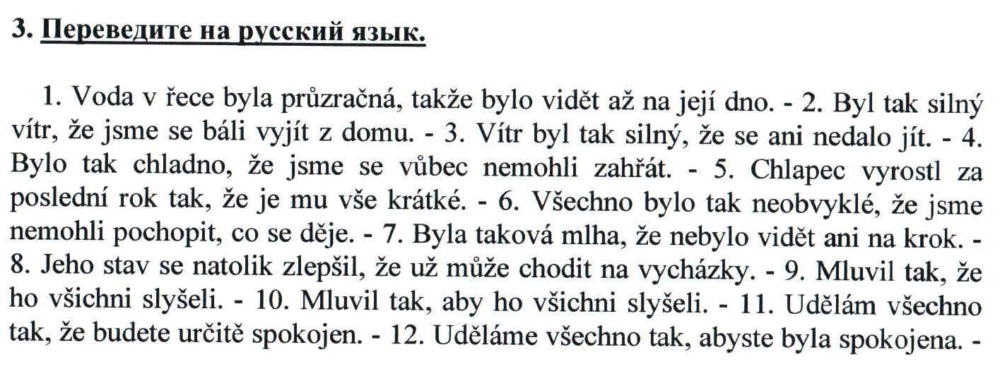 3. Переведите на русский язык.
1. Voda v řece byla průzračná, takže bylo vidět až na její dno. - 2. Byl tak silný
vítr, že jsme se báli vyjít z domu. - 3. Vítr byl tak silný, že se ani nedalo jít. - 4.
Bylo tak chladno, že jsme se vůbec nemohli zahřát. - 5. Chlapec vyrostl za
poslední rok tak, že je mu vše krátké. - 6. Všechno bylo tak neobvyklé, že jsme
nemohli pochopit, co se děje. - 7. Byla taková mlha, že nebylo vidět ani na krok. -
8. Jeho stav se natolik zlepšil, že už může chodit na vycházky. - 9. Mluvil tak, že
ho všichni slyšeli. - 10. Mluvil tak, aby ho všichni slyšeli. - 11. Udělám všechno
tak, že budete určitě spokojen. - 12. Uděláme všechno tak, abyste byla spokojena. -